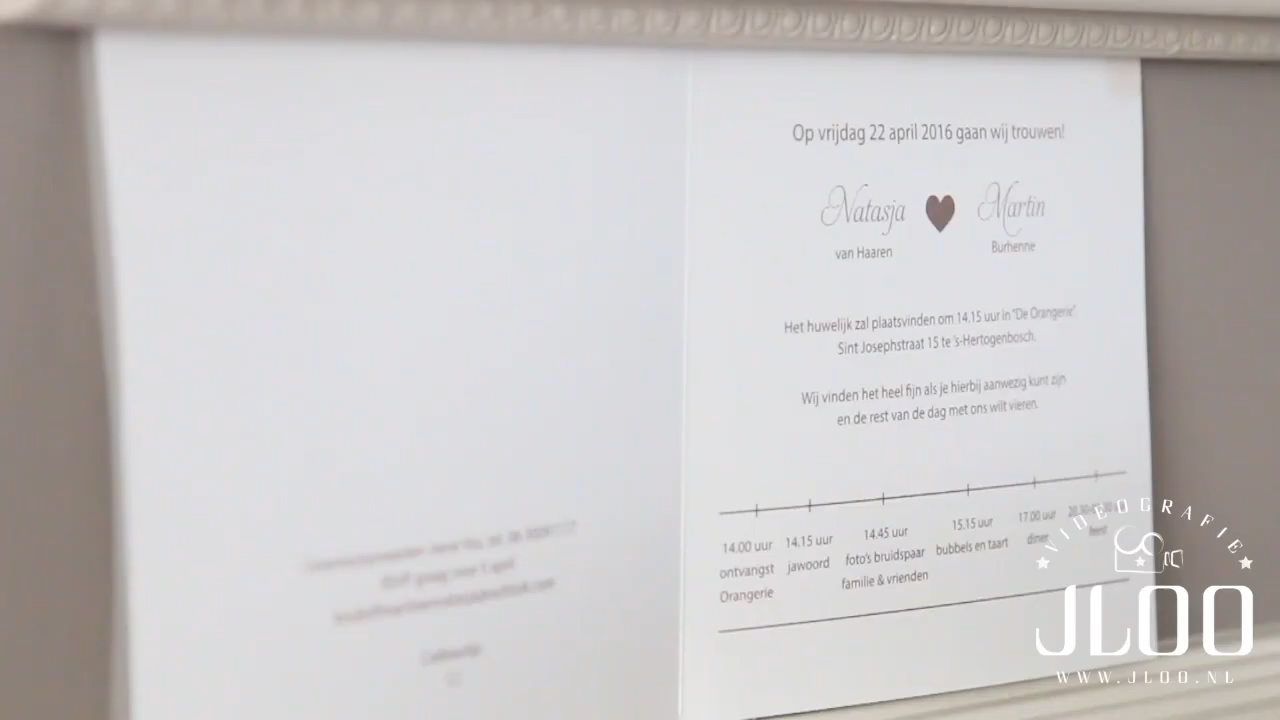 Op vrijdag 22 april 2016 gaan wij trouwen!
Natasja Martin
van Haaren Burhenne
Het huwelijk zal plaatsvinden om 14.15 uur in "De Orangerie"
Sint Josephstraat 15 te 's-Hertogenbosch.
Wij vinden het heel fijn als je hierbij aanwezig kunt zijn
en de rest van de dag met ons wilt vieren.
14.00 uur
ontvangst
Orangerie
14.15 uur
jawoord
14.45 uur
foto's bruidspaar
familie & vrienden
15.15 uur
bubbels en taart
17.00 uur
diner
feest
VIDEOGRAFIE
JLOO
WWW.JLOO.NL